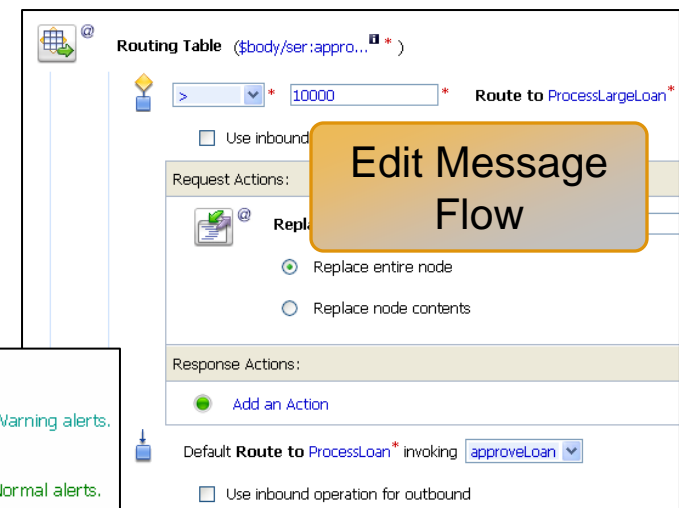 @
Routing Table ($body/ser:appro... * )
> * 10000 * Route to ProcessLargeLoan*
Use inbound
Edit Message
Flow
Request Actions:
@
Replace entire node
Replace node contents
Response Actions:
Add an Action
Warning alerts.
Default Route to ProcessLoan* invoking approveLoan
Normal alerts.
Use inbound operation for outbound